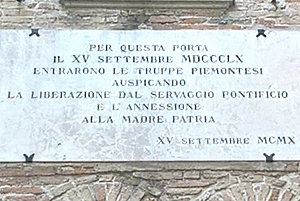 PER QUESTA PORTA
IL XV SETTEMBRE MDCCCLX
ENTRARONO LE TRUPPE PIEMONTESI
AUSPICANDO
LA LIBERAZIONE DAL SERVAGGIO PONTIFICIO
E L'ANNESSIONE
ALLA MADRE PATRIA
XV SETTEMBRE MCMX